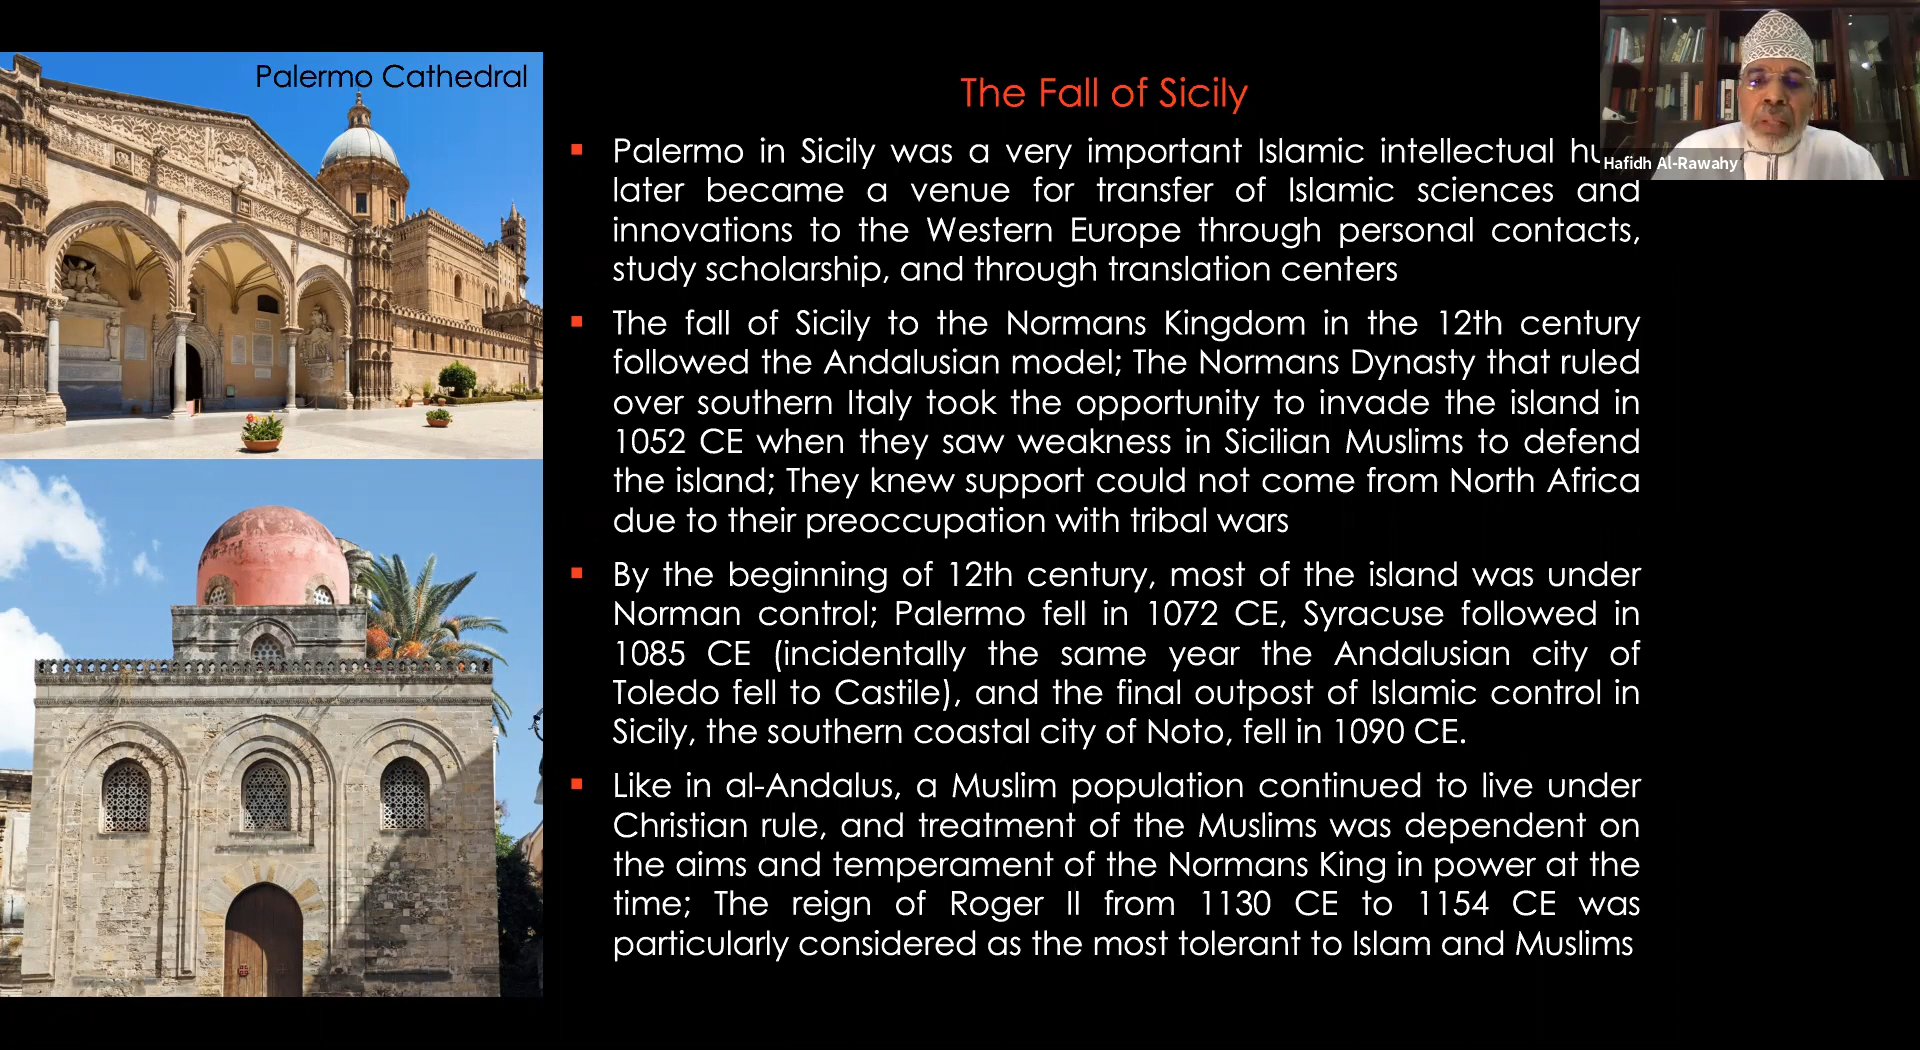 Palermo Cathedral
The Fall of Sicily
▪ Palermo in Sicily was a very important Islamic intellectual
later became a venue for transfer of Islamic sciences and
innovations to the Western Europe through personal contacts,
study scholarship, and through translation centers
▪ The fall of Sicily to the Normans Kingdom in the 12th century
followed the Andalusian model; The Normans Dynasty that ruled
over southern Italy took the opportunity to invade the island in
1052 CE when they saw weakness in Sicilian Muslims to defend
the island; They knew support could not come from North Africa
due to their preoccupation with tribal wars
▪ By the beginning of 12th century, most of the island was under
Norman control; Palermo fell in 1072 CE, Syracuse followed in
1085 CE (incidentally the same year the Andalusian city of
Toledo fell to Castile), and the final outpost of Islamic control in
Sicily, the southern coastal city of Noto, fell in 1090 CE.
▪ Like in al-Andalus, a Muslim population continued to live under
Christian rule, and treatment of the Muslims was dependent on
the aims and temperament of the Normans King in power at the
time; The reign of Roger II from 1130 CE to 1154 CE was
particularly considered as the most tolerant to Islam and Muslims
Hafidh Al-Rawahy